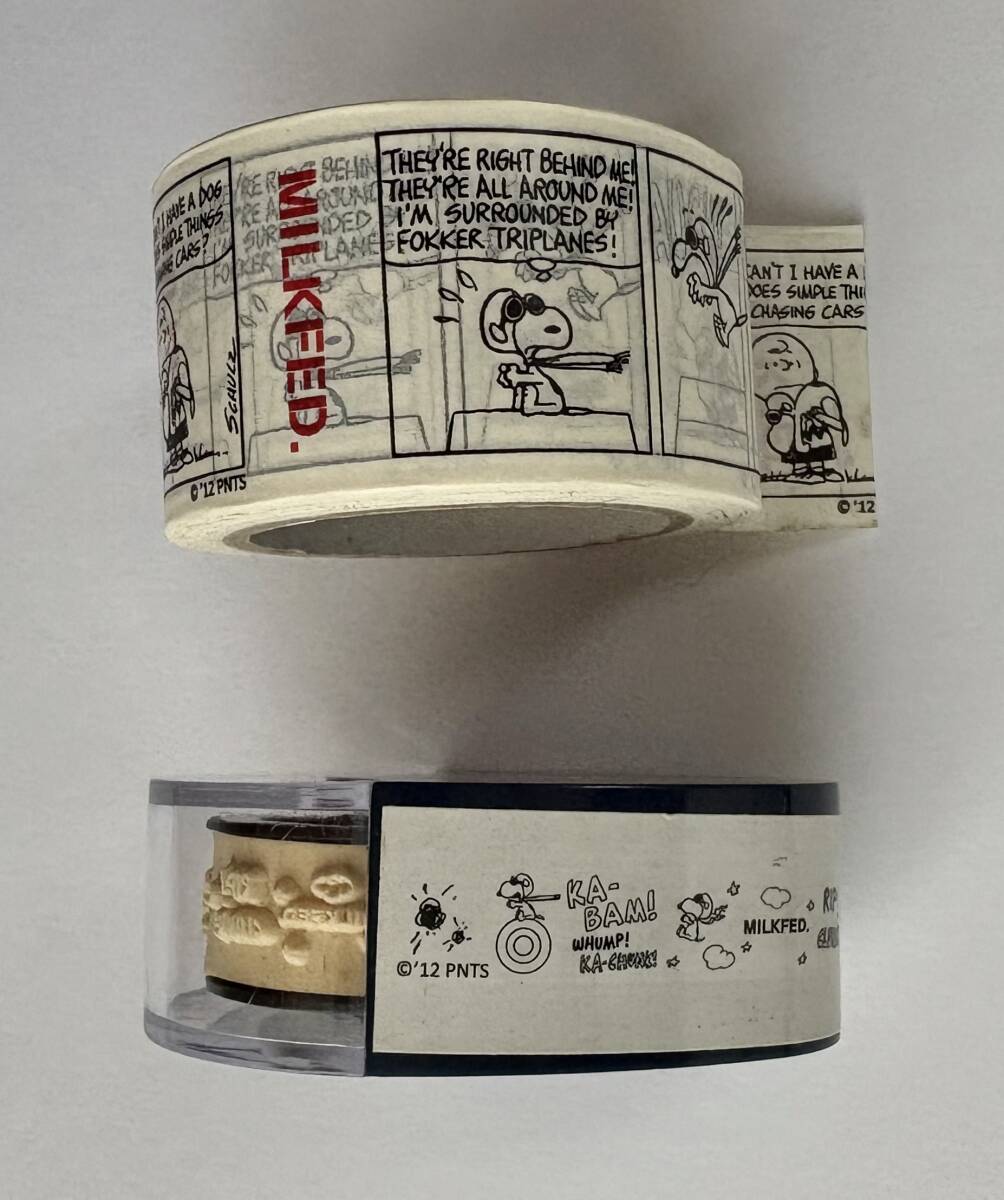 I HAVE A DOG
SIMPLE THINGS
CARS?
SCHULZ
©'12 PNTS
MILKFED.
THEY'RE RIGHT BEHIND ME!
THEY'RE ALL AROUND ME!
I'M SURROUNDED BY
FOKKER TRIPLANES!
CAN'T I HAVE A
DOES SIMPLE THI
CHASING CARS
©'12
KA-
BAM!
WHUMP!
KA-CHUNK!
©'12 PNTS
MILKFED.
RIP